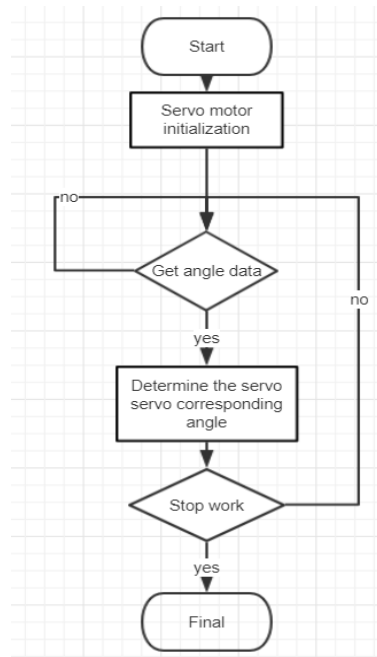 Start
Servo motor
initialization
no
Get angle data
no
yes
Determine the servo
servo corresponding
angle
Stop work
yes
Final